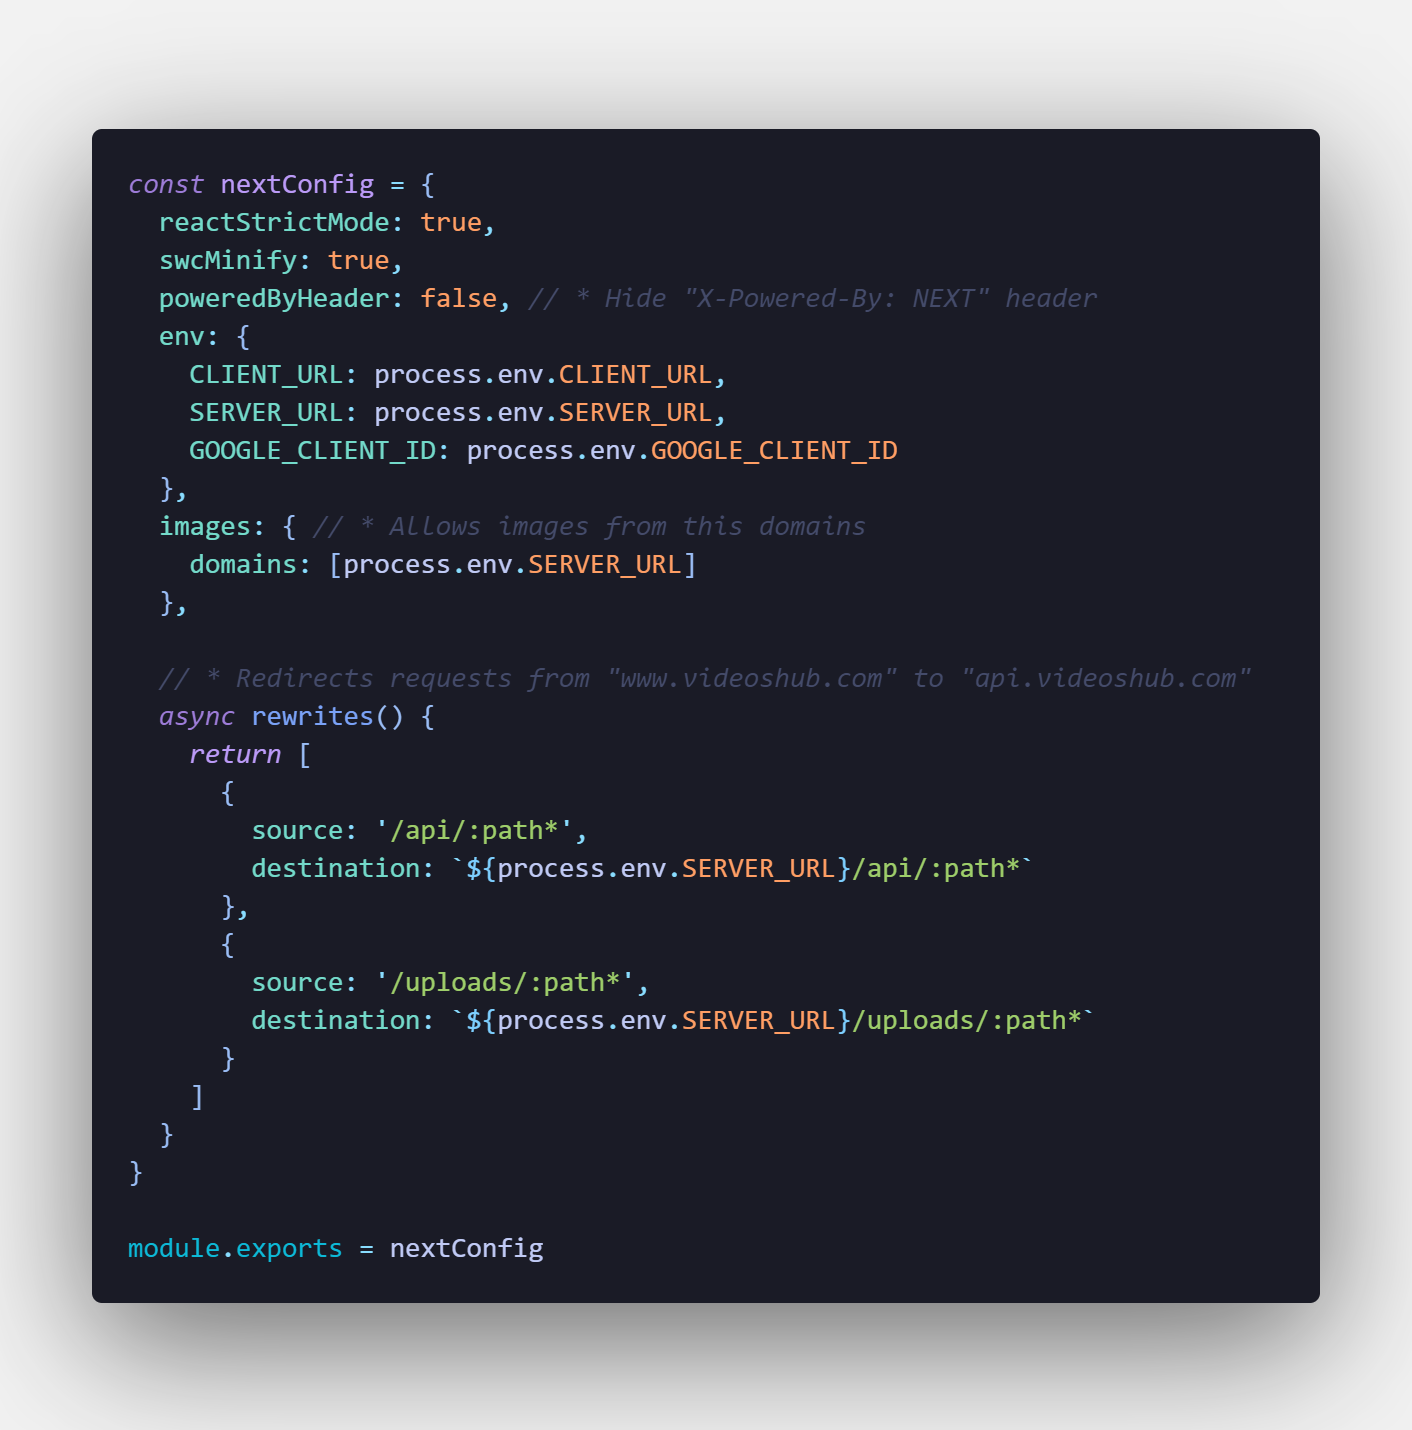 const nextConfig = {
  reactStrictMode: true,
  swcMinify: true,
  poweredByHeader: false, // * Hide "X-Powered-By: NEXT" header
  env: {
    CLIENT_URL: process.env.CLIENT_URL,
    SERVER_URL: process.env.SERVER_URL,
    GOOGLE_CLIENT_ID: process.env.GOOGLE_CLIENT_ID
  },
  images: { // * Allows images from this domains
    domains: [process.env.SERVER_URL]
  },

  // * Redirects requests from "www.videoshub.com" to "api.videoshub.com"
  async rewrites() {
    return [
      {
        source: '/api/:path*',
        destination: `${process.env.SERVER_URL}/api/:path*`
      },
      {
        source: '/uploads/:path*',
        destination: `${process.env.SERVER_URL}/uploads/:path*`
      }
    ]
  }
}

module.exports = nextConfig